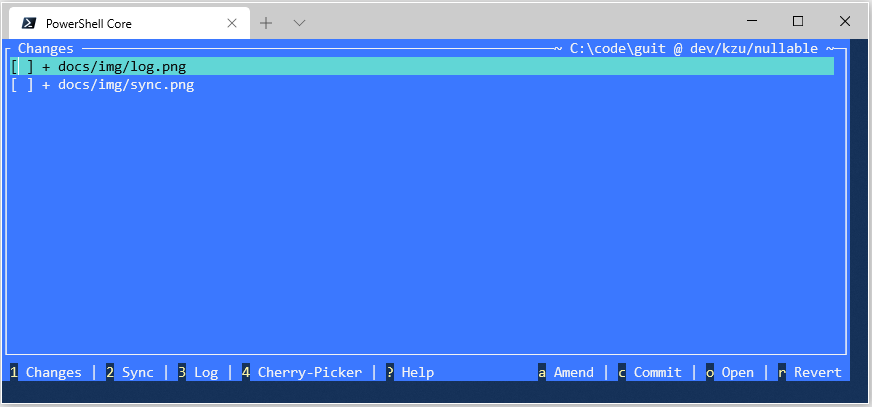 PowerShell Core
Changes ~ C:\code\guit @ dev/kzu/nullable ~
[ ] + docs/img/log.png
[ ] + docs/img/sync.png
1 Changes | 2 Sync | 3 Log | 4 Cherry-Picker | ? Help a Amend | c Commit | o Open | r Revert